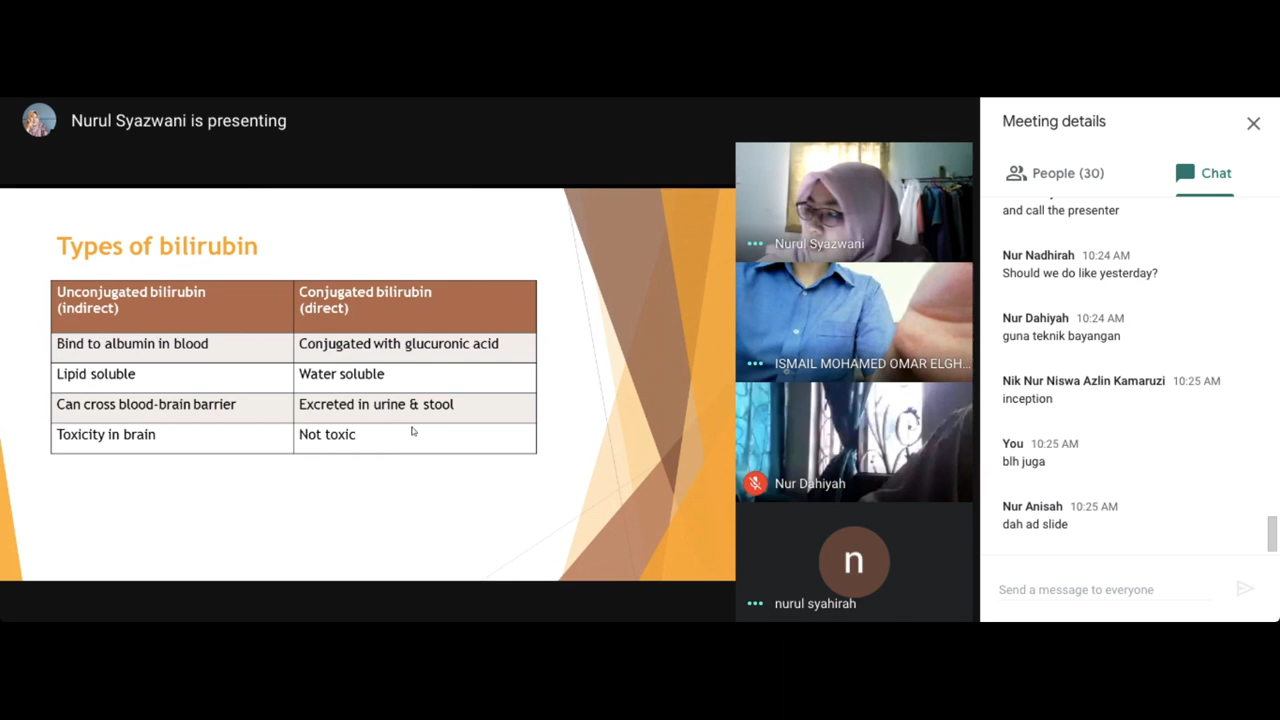 Nurul Syazwani is presenting
Types of bilirubin
Unconjugated bilirubin
(indirect)
Conjugated bilirubin
(direct)
Bind to albumin in blood
Conjugated with glucuronic acid
Lipid soluble
Water soluble
Can cross blood-brain barrier
Excreted in urine & stool
Toxicity in brain
Not toxic
Nurul Syazwani
ISMAIL MOHAMED OMAR ELGH...
Nur Dahiyah
n
nurul syahirah
Meeting details
People (30)
Chat
and call the presenter
Nur Nadhirah 10:24 AM
Should we do like yesterday?
Nur Dahiyah 10:24 AM
guna teknik bayangan
Nik Nur Niswa Azlin Kamaruzi 10:25 AM
inception
You 10:25 AM
blh juga
Nur Anisah 10:25 AM
dah ad slide
Send a message to everyone